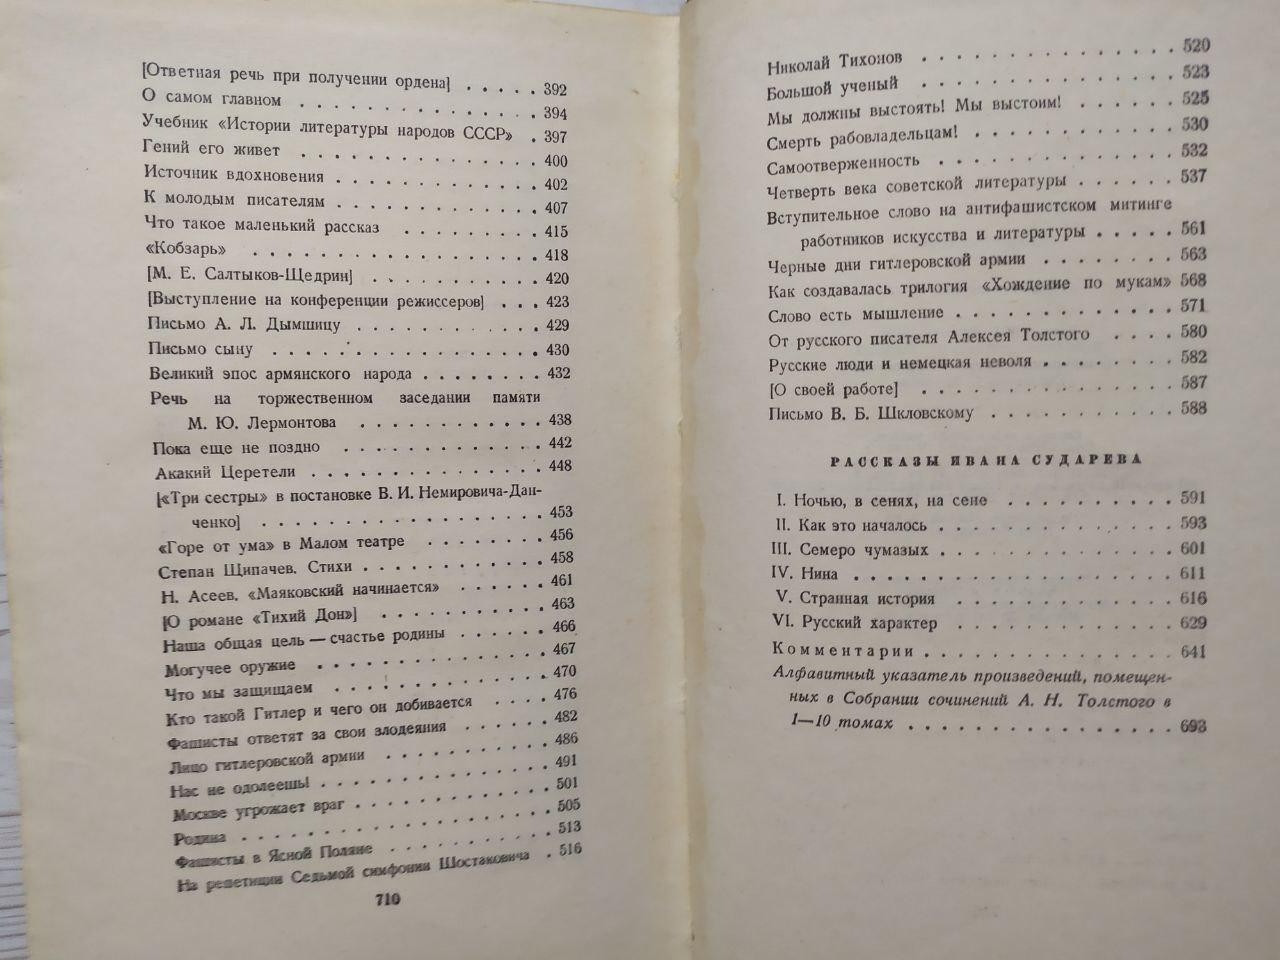 [Ответная речь при получении ордена] . . . . . 392
О самом главном . . . . . . . . . . . . . . 394
Учебник «Истории литературы народов СССР» . 397
Гений его живет . . . . . . . . . . . . . . 400
Источник вдохновения . . . . . . . . . . . . 402
К молодым писателям . . . . . . . . . . . . 407
Что такое маленький рассказ . . . . . . . . 415
«Кобзарь» . . . . . . . . . . . . . . . . . 418
[М. Е. Салтыков-Щедрин] . . . . . . . . . . 420
[Выступление на конференции режиссеров] . . . 423
Письмо А. Л. Дымшицу . . . . . . . . . . . 429
Письмо сыну . . . . . . . . . . . . . . . . 430
Великий эпос армянского народа . . . . . . . 432
Речь на торжественном заседании памяти
М. Ю. Лермонтова . . . . . . . . . . . 438
Пока еще не поздно . . . . . . . . . . . . 442
Акакий Церетели . . . . . . . . . . . . . . 448
[«Три сестры» в постановке В. И. Немировича-Дан-
ченко] . . . . . . . . . . . . . . . . 453
«Горе от ума» в Малом театре . . . . . . . 456
Степан Щипачев. Стихи . . . . . . . . . . . 458
Н. Асеев. «Маяковский начинается» . . . . . 461
[О романе «Тихий Дон»] . . . . . . . . . . 463
Наша общая цель — счастье родины . . . . . 466
Могучее оружие . . . . . . . . . . . . . . 467
Что мы защищаем . . . . . . . . . . . . . 470
Кто такой Гитлер и чего он добивается . . . . 476
Фашисты ответят за свои злодеяния . . . . . 482
Лицо гитлеровской армии . . . . . . . . . . 486
Нас не одолеешь! . . . . . . . . . . . . . 491
Москве угрожает враг . . . . . . . . . . . . 501
Родина . . . . . . . . . . . . . . . . . . 505
Фашисты в Ясной Поляне . . . . . . . . . . 513
На репетиции Седьмой симфонии Шостаковича . 516
710
Николай Тихонов . . . . . . . . . . . . . . 520
Большой ученый . . . . . . . . . . . . . . 523
Мы должны выстоять! Мы выстоим! . . . . . . 525
Смерть рабовладельцам! . . . . . . . . . . . 530
Самоотверженность . . . . . . . . . . . . . 532
Четверть века советской литературы . . . . . . 537
Вступительное слово на антифашистском митинге
работников искусства и литературы . . . . . 561
Черные дни гитлеровской армии . . . . . . . 563
Как создавалась трилогия «Хождение по мукам» 568
Слово есть мышление . . . . . . . . . . . . 571
От русского писателя Алексея Толстого . . . . 580
Русские люди и немецкая неволя . . . . . . . 582
[О своей работе] . . . . . . . . . . . . . . 587
Письмо В. Б. Шкловскому . . . . . . . . . . 588
РАССКАЗЫ ИВАНА СУДАРЕВА
I. Ночью, в сенях, на сене . . . . . . . . . 591
II. Как это началось . . . . . . . . . . . . 593
III. Семеро чумазых . . . . . . . . . . . . 601
IV. Нина . . . . . . . . . . . . . . . . . 611
V. Странная история . . . . . . . . . . . . 616
VI. Русский характер . . . . . . . . . . . . 629
Комментарии . . . . . . . . . . . . . . 641
Алфавитный указатель произведений, помещен-
ных в Собрании сочинений А. Н. Толстого в
1—10 томах . . . . . . . . . . . . . . . 693